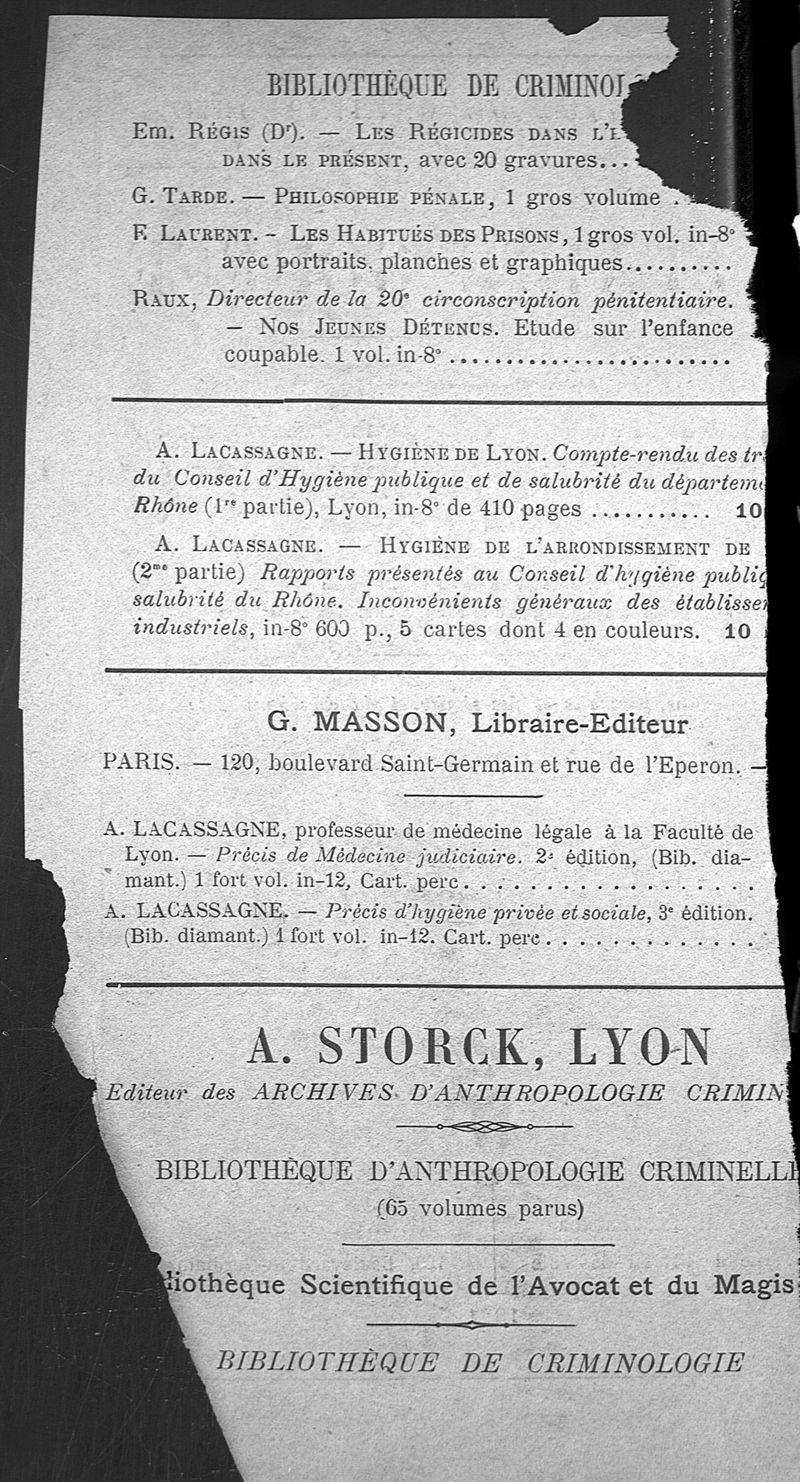 BIBLIOTHÈQUE DE CRIMINOL
Em. RÉGIS (Dr). — LES RÉGICIDES DANS L'
DANS LE PRÉSENT, avec 20 gravures...
G. TARDE. — PHILOSOPHIE PÉNALE, 1 gros volume .
E. LAURENT. – LES HABITUÉS DES PRISONS, 1 gros vol. in-8°
avec portraits. planches et graphiques..........
RAUX, Directeur de la 20e circonscription pénitentiaire.
— NOS JEUNES DÉTENUS. Etude sur l'enfance
coupable. 1 vol. in-8° ........................
A. LACASSAGNE. — HYGIÈNE DE LYON. Compte-rendu des tr
du Conseil d'Hygiène publique et de salubrité du départem
Rhône (1re partie), Lyon, in-8° de 410 pages ........... 10
A. LACASSAGNE. — HYGIÈNE DE L'ARRONDISSEMENT DE
(2me partie) Rapports présentés au Conseil d'hygiène publiq
salubrité du Rhône. Inconvénients généraux des établisse
industriels, in-8° 600 p., 5 cartes dont 4 en couleurs. 10
G. MASSON, Libraire-Editeur
PARIS. — 120, boulevard Saint-Germain et rue de l'Eperon. —
A. LACASSAGNE, professeur de médecine légale à la Faculté de
Lyon. — Précis de Médecine judiciaire. 2e édition, (Bib. dia-
mant.) 1 fort vol. in-12, Cart. perc..................
A. LACASSAGNE. — Précis d'hygiène privée et sociale, 3e édition.
(Bib. diamant.) 1 fort vol. in-12. Cart. perc.............
A. STORCK, LYON
Editeur des ARCHIVES D'ANTHROPOLOGIE CRIMIN
BIBLIOTHÈQUE D'ANTHROPOLOGIE CRIMINELLE
(65 volumes parus)
liothèque Scientifique de l'Avocat et du Magis
BIBLIOTHÈQUE DE CRIMINOLOGIE